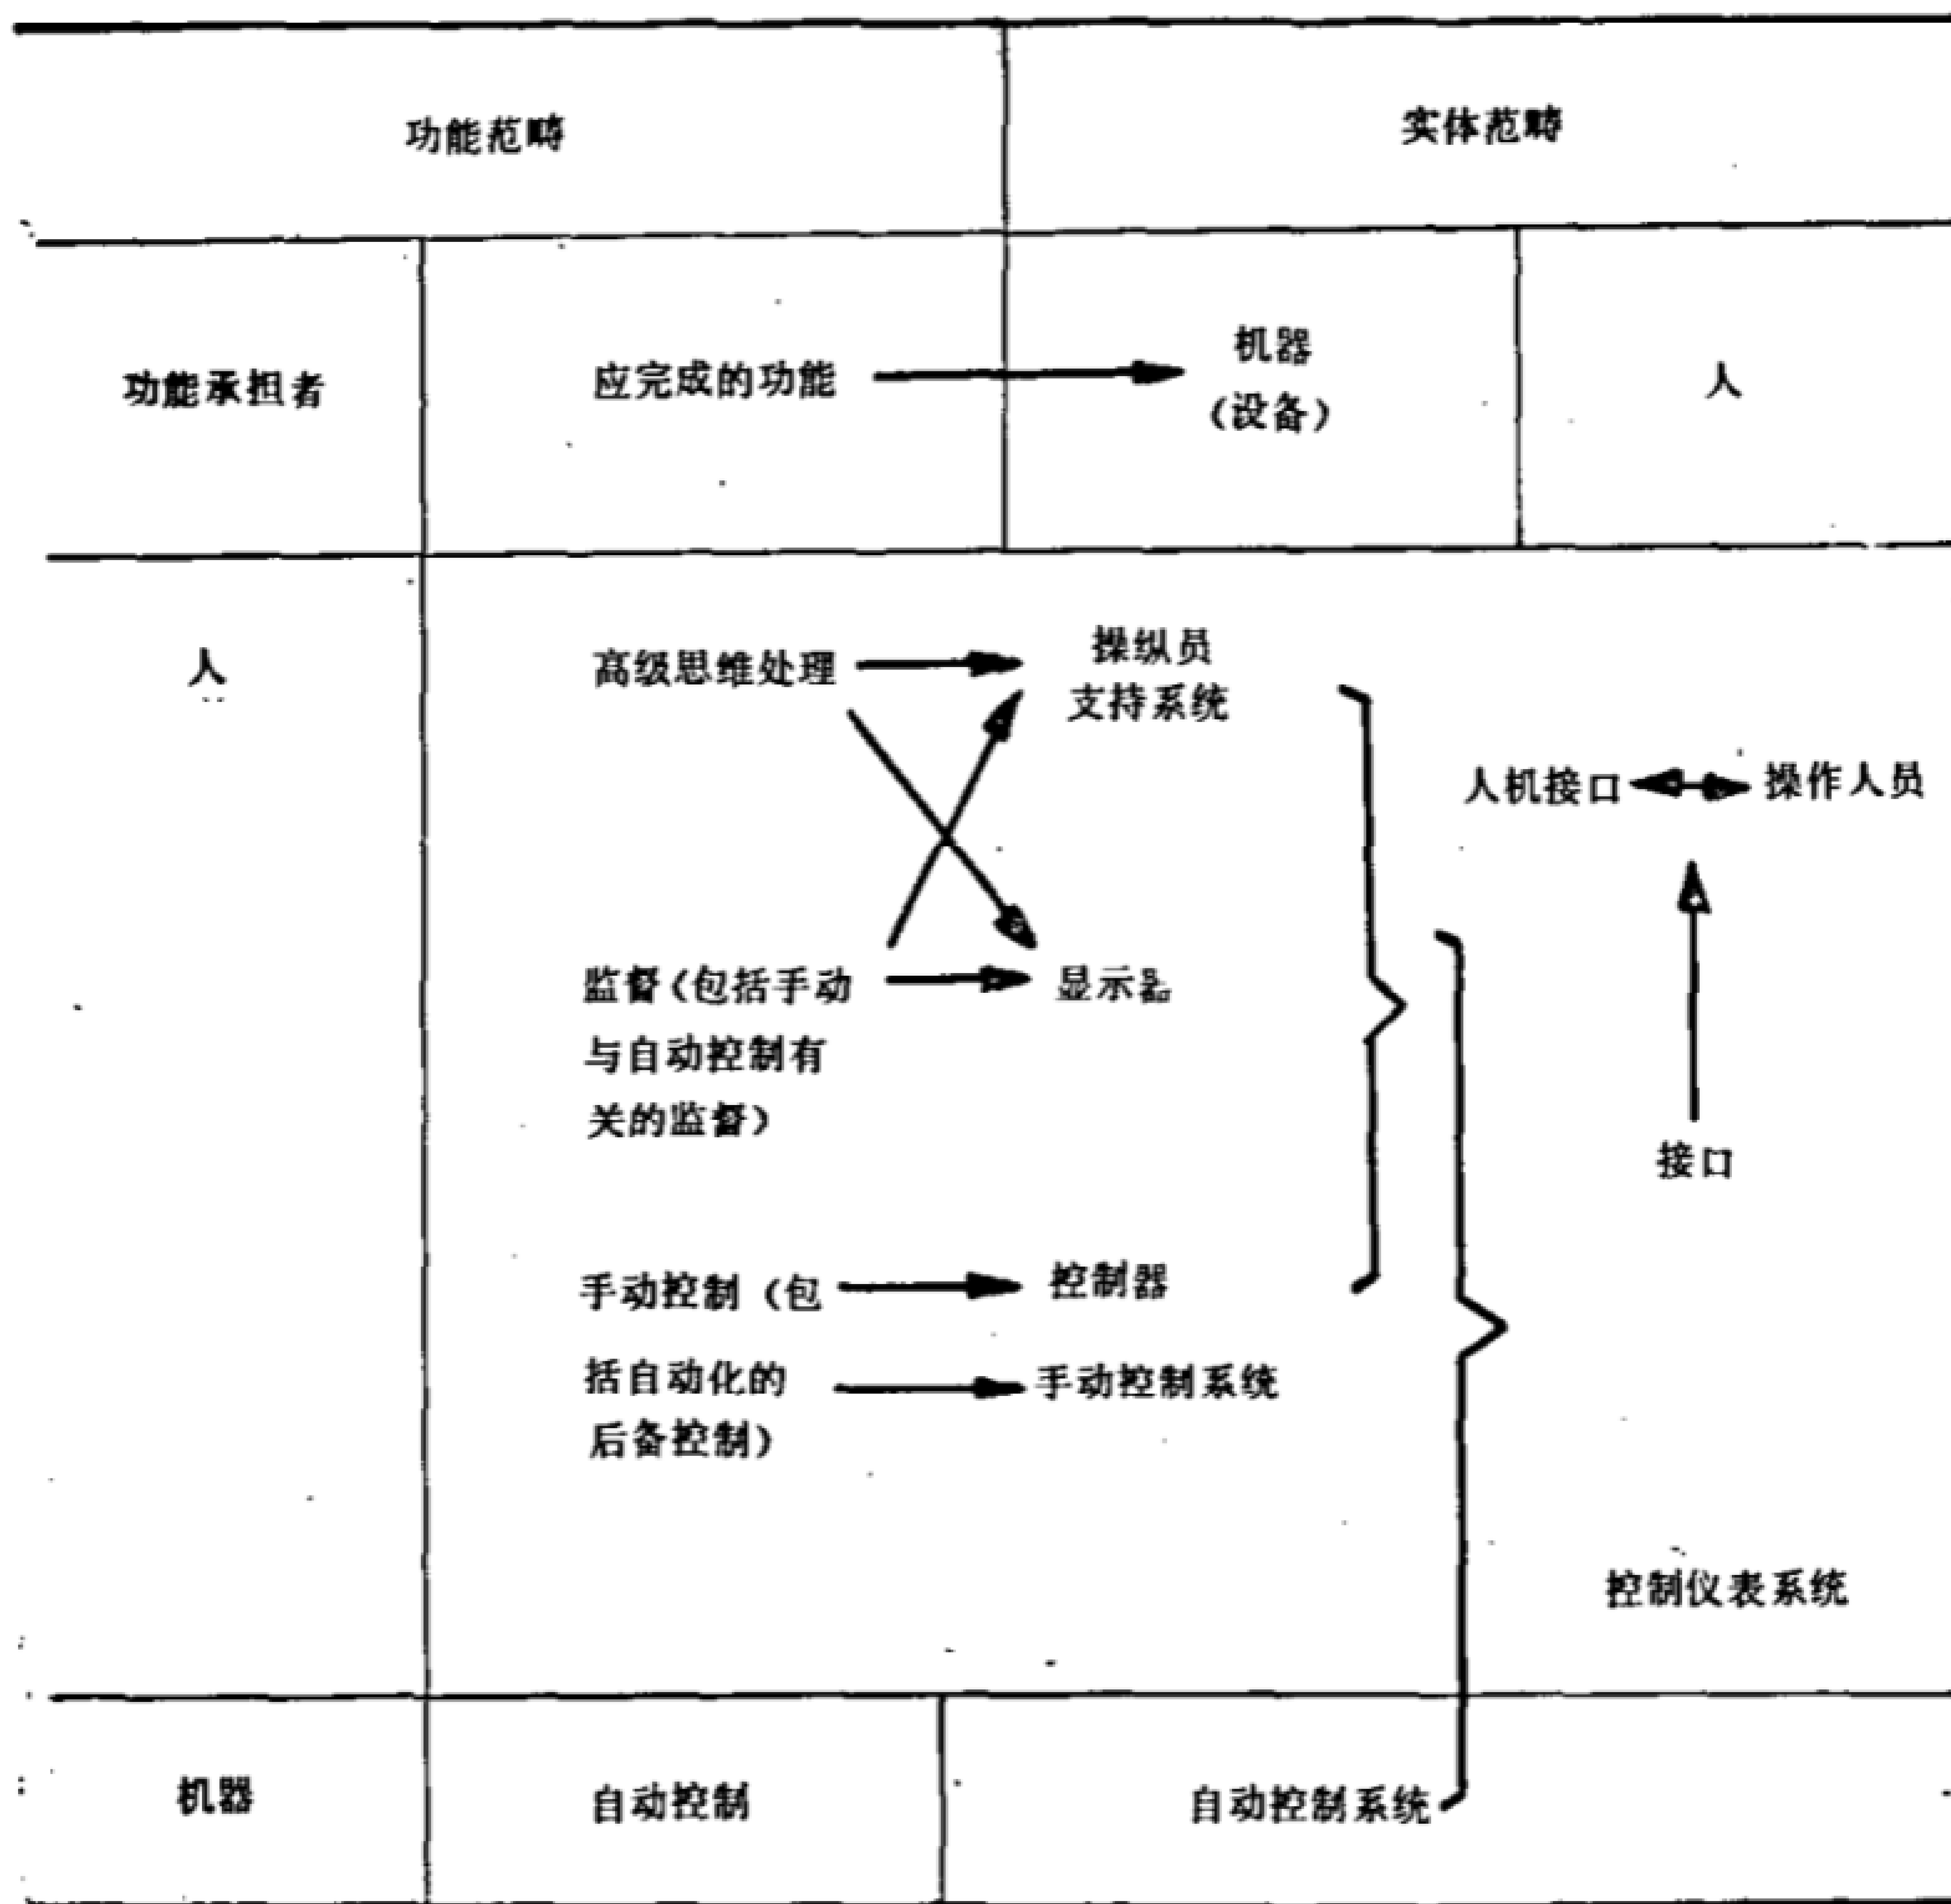 功能范畴
实体范畴
功能承担者
应完成的功能
机器
(设备)
人
人
高级思维处理
操纵员
支持系统
人机接口
操作人员
监督(包括手动
与自动控制有
关的监督)
显示器
接口
手动控制(包
括自动化的
后备控制)
控制器
手动控制系统
控制仪表系统
机器
自动控制
自动控制系统